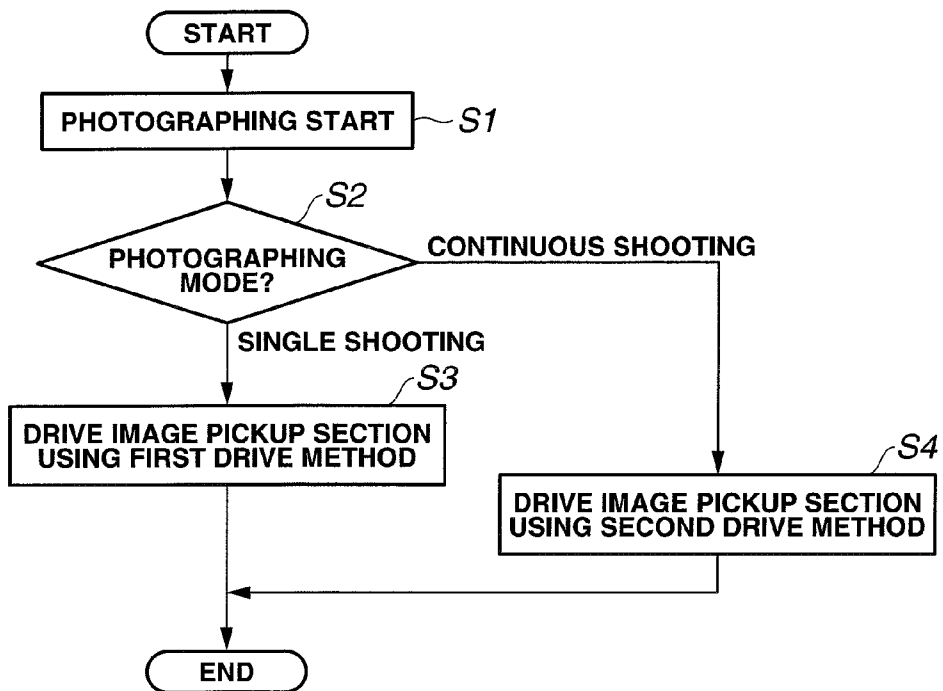 START
PHOTOGRAPHING START
S1
S2
PHOTOGRAPHING
MODE?
CONTINUOUS SHOOTING
SINGLE SHOOTING
S3
DRIVE IMAGE PICKUP SECTION
USING FIRST DRIVE METHOD
S4
DRIVE IMAGE PICKUP SECTION
USING SECOND DRIVE METHOD
END